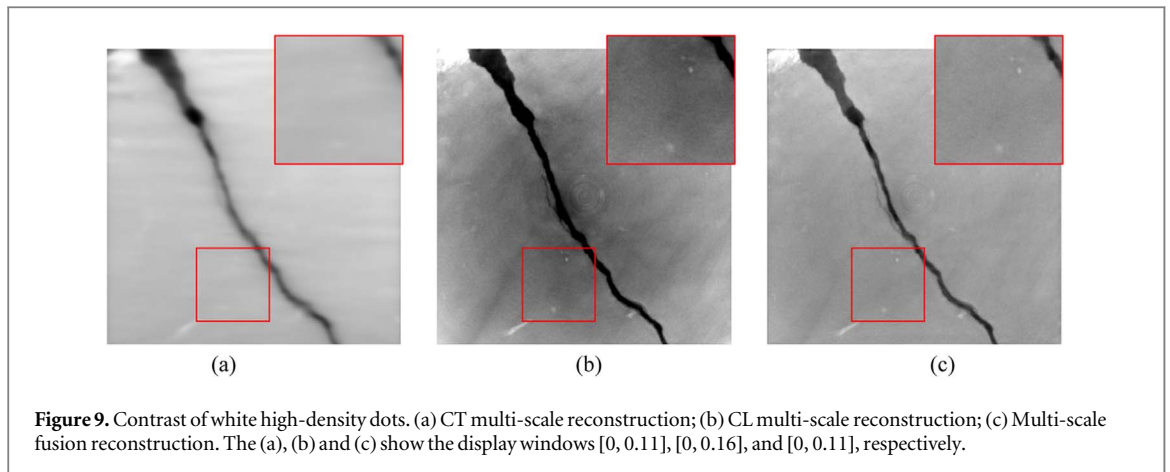 (a)
(b)
(c)
Figure 9. Contrast of white high-density dots. (a) CT multi-scale reconstruction; (b) CL multi-scale reconstruction; (c) Multi-scale
fusion reconstruction. The (a), (b) and (c) show the display windows [0, 0.11], [0, 0.16], and [0, 0.11], respectively.